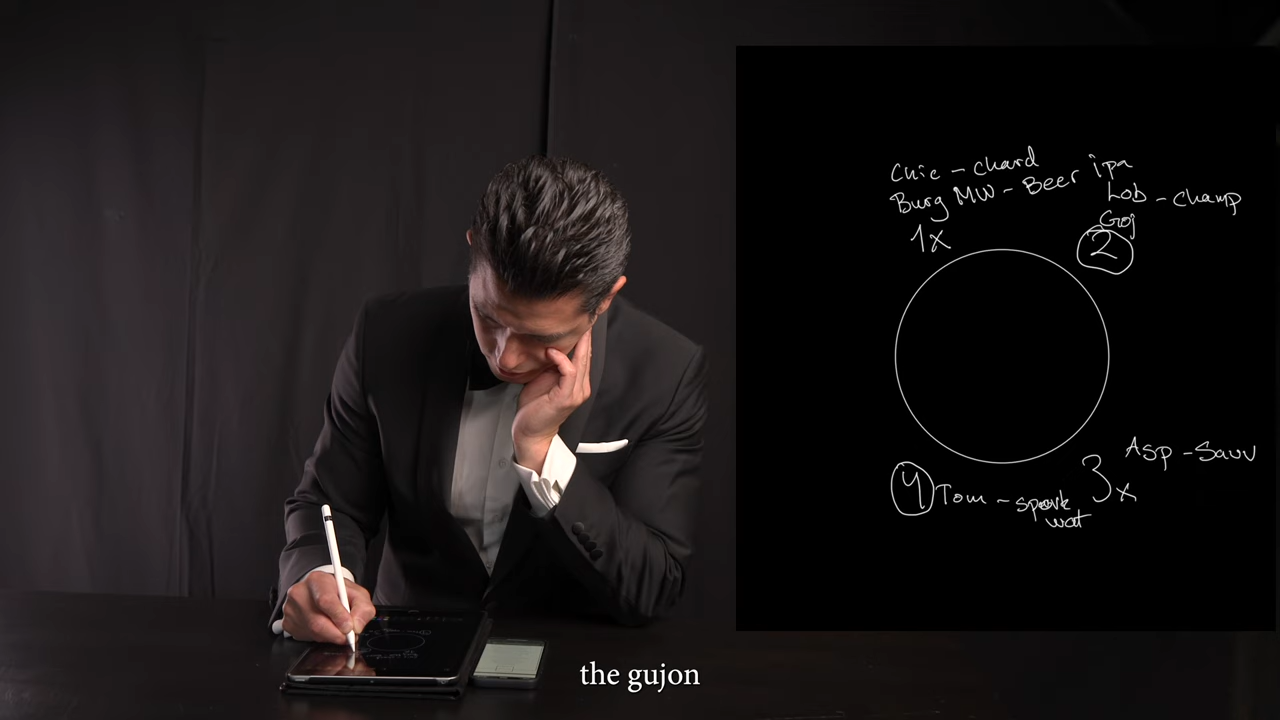 Chic - chard
Burg MW - Beer ipa
Lob - champ
Goj
1x
2
Asp - Sauv
3x
4 Tom - spark
wat
the gujon